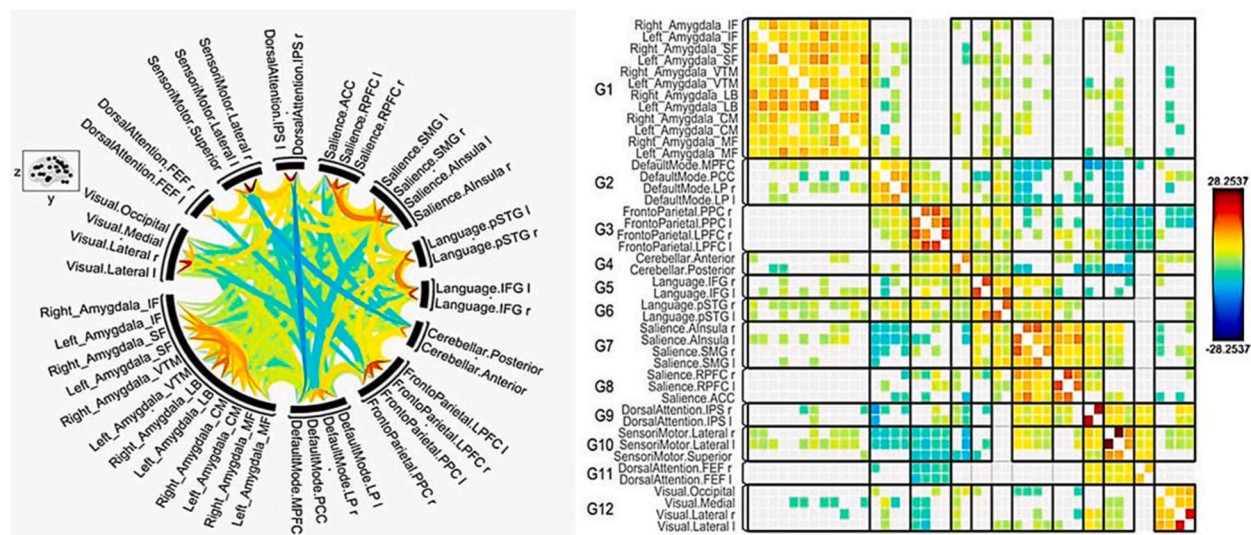 SensoriMotor.Lateral r
SensoriMotor.Lateral l
SensoriMotor.Superior
DorsalAttention.FEF r
DorsalAttention.FEF l
Visual.Occipital
Visual.Medial
Visual.Lateral r
Visual.Lateral l
Right_Amygdala_IF
Left_Amygdala_IF
Right_Amygdala_SF
Left_Amygdala_SF
Right_Amygdala_VTM
Left_Amygdala_VTM
Right_Amygdala_LB
Left_Amygdala_LB
Right_Amygdala_CM
Left_Amygdala_CM
Right_Amygdala_MF
Left_Amygdala_MF
DefaultMode.MPFC
DefaultMode.PCC
DefaultMode.LP r
DefaultMode.LP l
FrontoParietal.PPC r
FrontoParietal.PPC l
FrontoParietal.LPFC r
FrontoParietal.LPFC l
Cerebellar.Anterior
Cerebellar.Posterior
Language.IFG r
Language.IFG l
Language.pSTG r
Language.pSTG l
Salience.AInsula r
Salience.AInsula l
Salience.SMG r
Salience.SMG l
Salience.RPFC r
Salience.RPFC l
Salience.ACC
DorsalAttention.IPS r
DorsalAttention.IPS l
z
y
G1
Right_Amygdala_IF
Left_Amygdala_IF
Right_Amygdala_SF
Left_Amygdala_SF
Right_Amygdala_VTM
Left_Amygdala_VTM
Right_Amygdala_LB
Left_Amygdala_LB
Right_Amygdala_CM
Left_Amygdala_CM
Right_Amygdala_MF
Left_Amygdala_MF
G2
DefaultMode.MPFC
DefaultMode.PCC
DefaultMode.LP r
DefaultMode.LP l
G3
FrontoParietal.PPC r
FrontoParietal.PPC l
FrontoParietal.LPFC r
FrontoParietal.LPFC l
G4
Cerebellar.Anterior
Cerebellar.Posterior
G5
Language.IFG r
Language.IFG l
G6
Language.pSTG r
Language.pSTG l
G7
Salience.AInsula r
Salience.AInsula l
Salience.SMG r
Salience.SMG l
G8
Salience.RPFC r
Salience.RPFC l
Salience.ACC
G9
DorsalAttention.IPS r
DorsalAttention.IPS l
G10
SensoriMotor.Lateral r
SensoriMotor.Lateral l
SensoriMotor.Superior
G11
DorsalAttention.FEF r
DorsalAttention.FEF l
G12
Visual.Occipital
Visual.Medial
Visual.Lateral r
Visual.Lateral l
28.2537
-28.2537